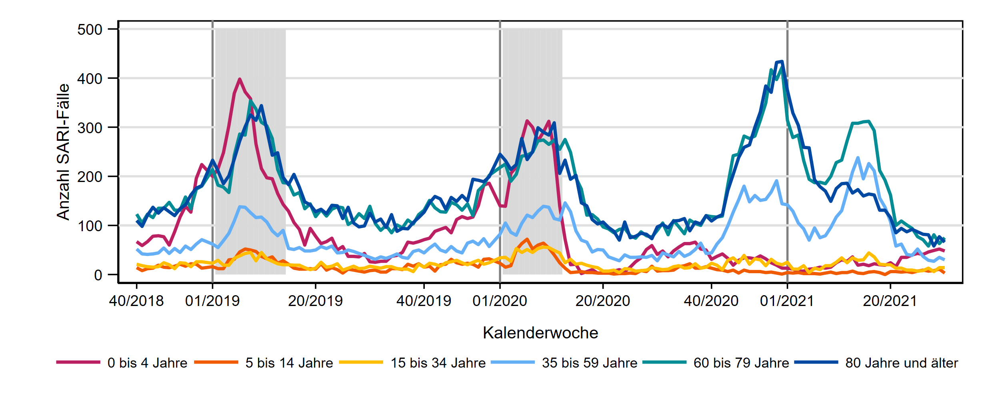 500
400
300
200
100
0
Anzahl SARI-Fälle
40/2018 01/2019 20/2019 40/2019 01/2020 20/2020 40/2020 01/2021 20/2021
Kalenderwoche
0 bis 4 Jahre 5 bis 14 Jahre 15 bis 34 Jahre 35 bis 59 Jahre 60 bis 79 Jahre 80 Jahre und älter